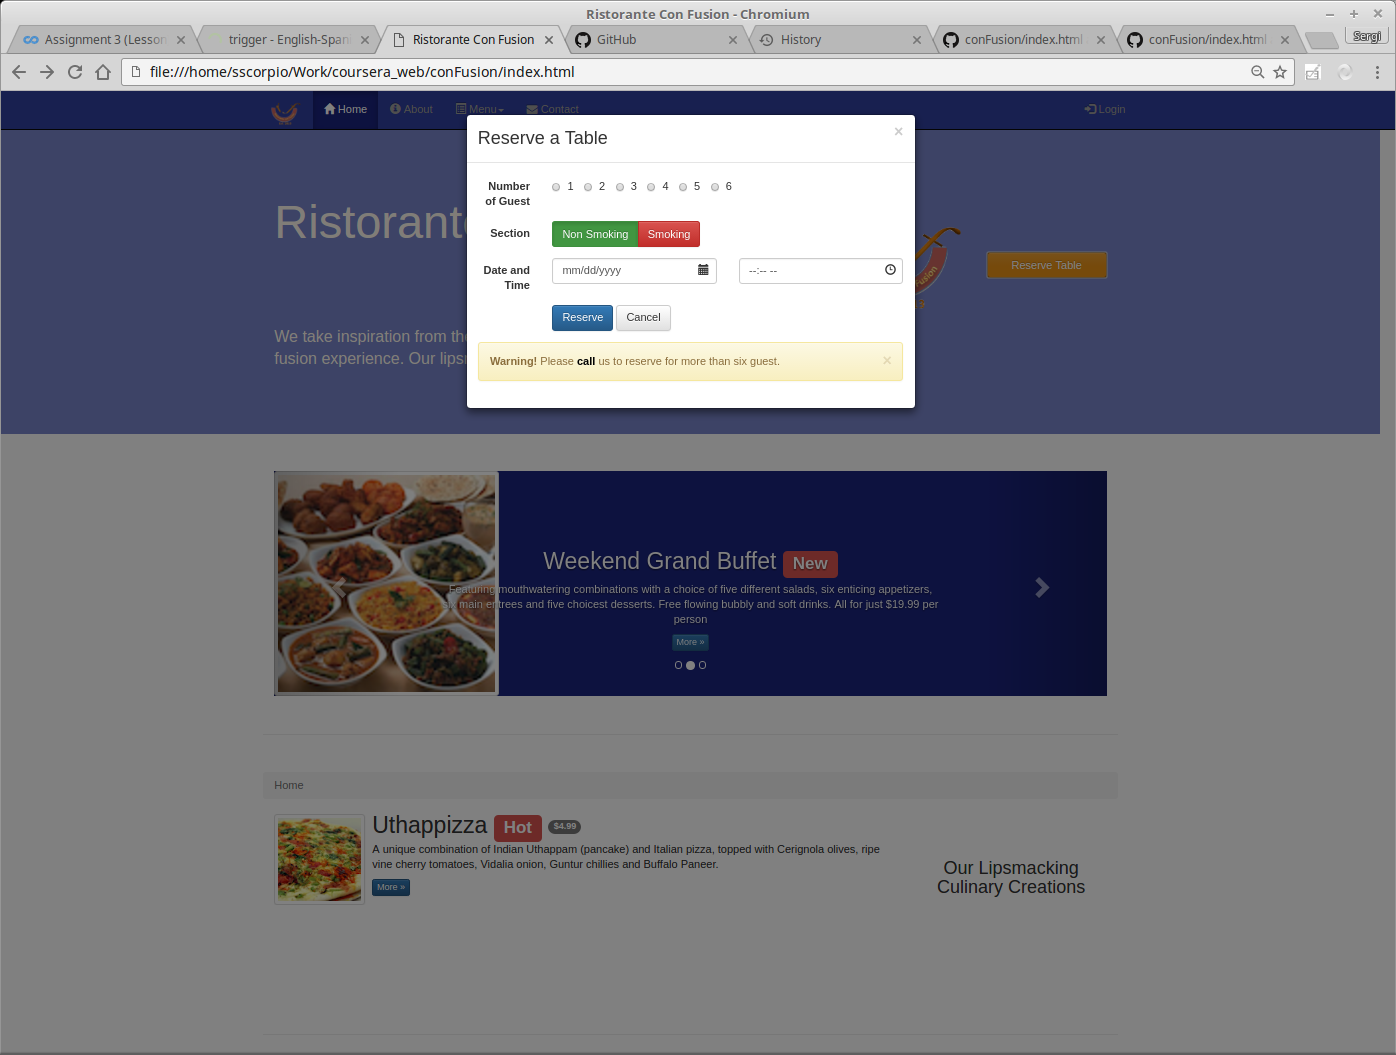 Ristorante Con Fusion - Chromium
Assignment 3 (Lesson
trigger - English-Span
Ristorante Con Fusion
GitHub
History
conFusion/index.html
conFusion/index.html
Sergi
file:///home/sscorpio/Work/coursera_web/conFusion/index.html
Home About Menu Contact Login
Reserve a Table ×
Number of Guest
1 2 3 4 5 6
Section Non Smoking Smoking
Date and Time
mm/dd/yyyy --:-- --
Reserve Cancel
Warning! Please call us to reserve for more than six guest. ×
Ristorante
Fusion
Reserve Table
We take inspiration from the
fusion experience. Our lips
Weekend Grand Buffet New
Featuring mouthwatering combinations with a choice of five different salads, six enticing appetizers,
six main entrees and five choicest desserts. Free flowing bubbly and soft drinks. All for just $19.99 per
person
More »
Home
Uthappizza Hot $4.99
A unique combination of Indian Uthappam (pancake) and Italian pizza, topped with Cerignola olives, ripe
vine cherry tomatoes, Vidalia onion, Guntur chillies and Buffalo Paneer.
More »
Our Lipsmacking
Culinary Creations